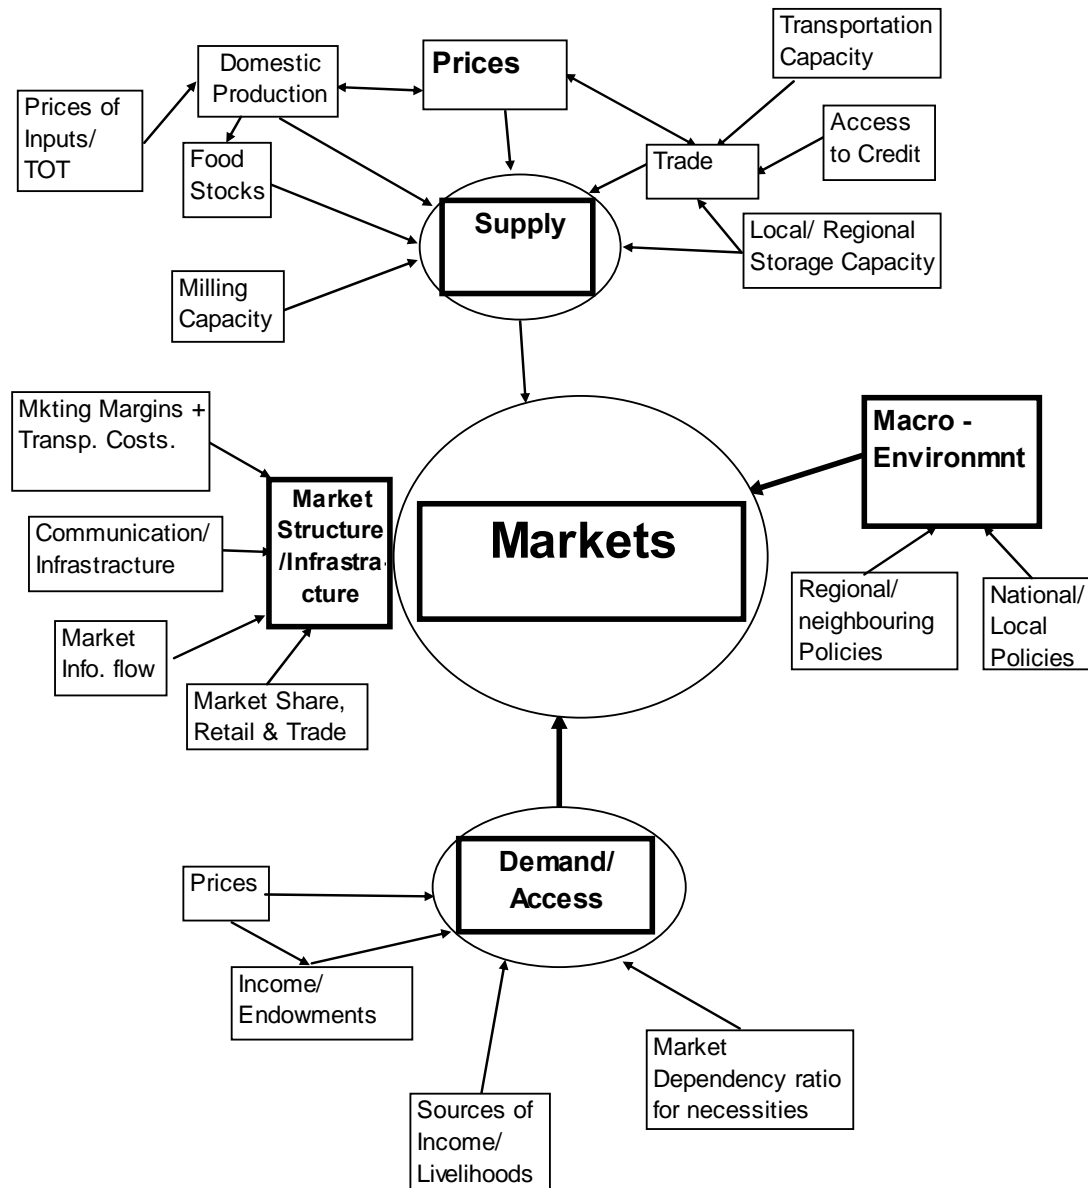 Transportation
Capacity
Domestic
Production
Prices
Prices of
Inputs/
TOT
Access
to Credit
Food
Stocks
Trade
Supply
Local/ Regional
Storage Capacity
Milling
Capacity
Mkting Margins +
Transp. Costs.
Macro -
Environmnt
Market
Structure
/Infrastra-
cture
Markets
Communication/
Infrastracture
Regional/
neighbouring
Policies
National/
Local
Policies
Market
Info. flow
Market Share,
Retail & Trade
Demand/
Access
Prices
Income/
Endowments
Market
Dependency ratio
for necessities
Sources of
Income/
Livelihoods